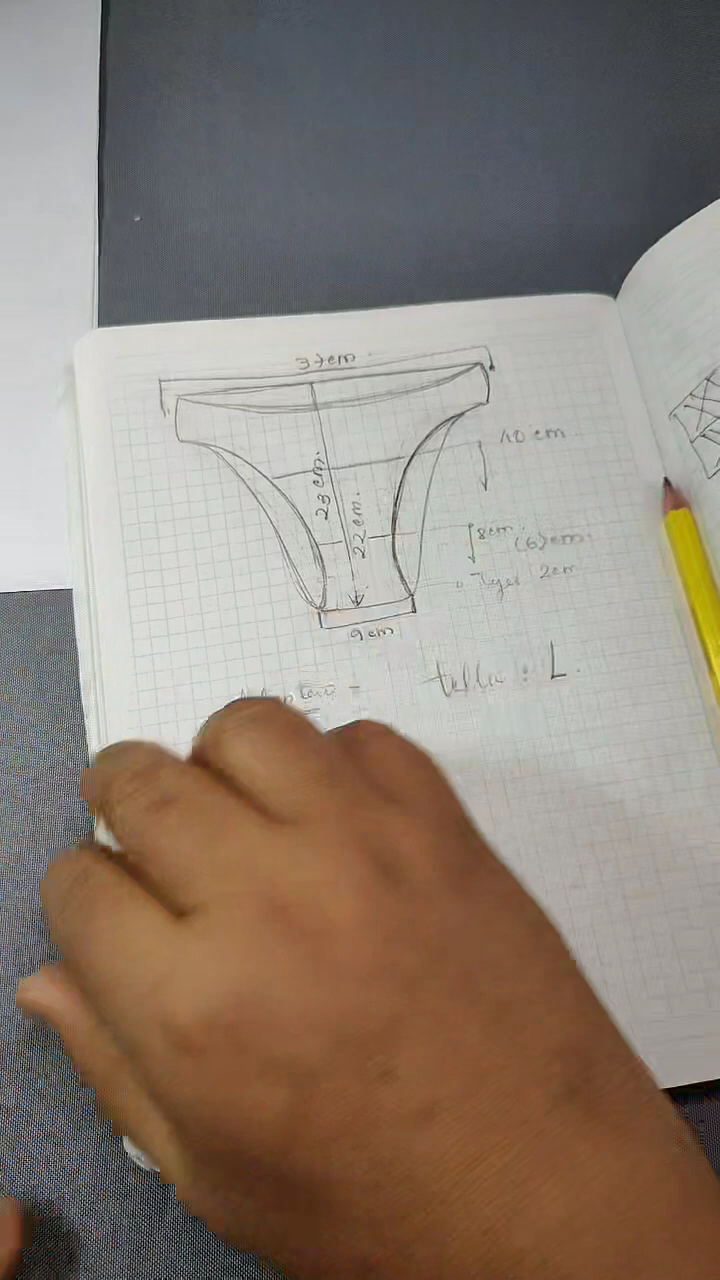 37cm.
10 cm
23 cm.
22 cm.
8cm.
(6)cm.
2cm
9 cm
talla : L.